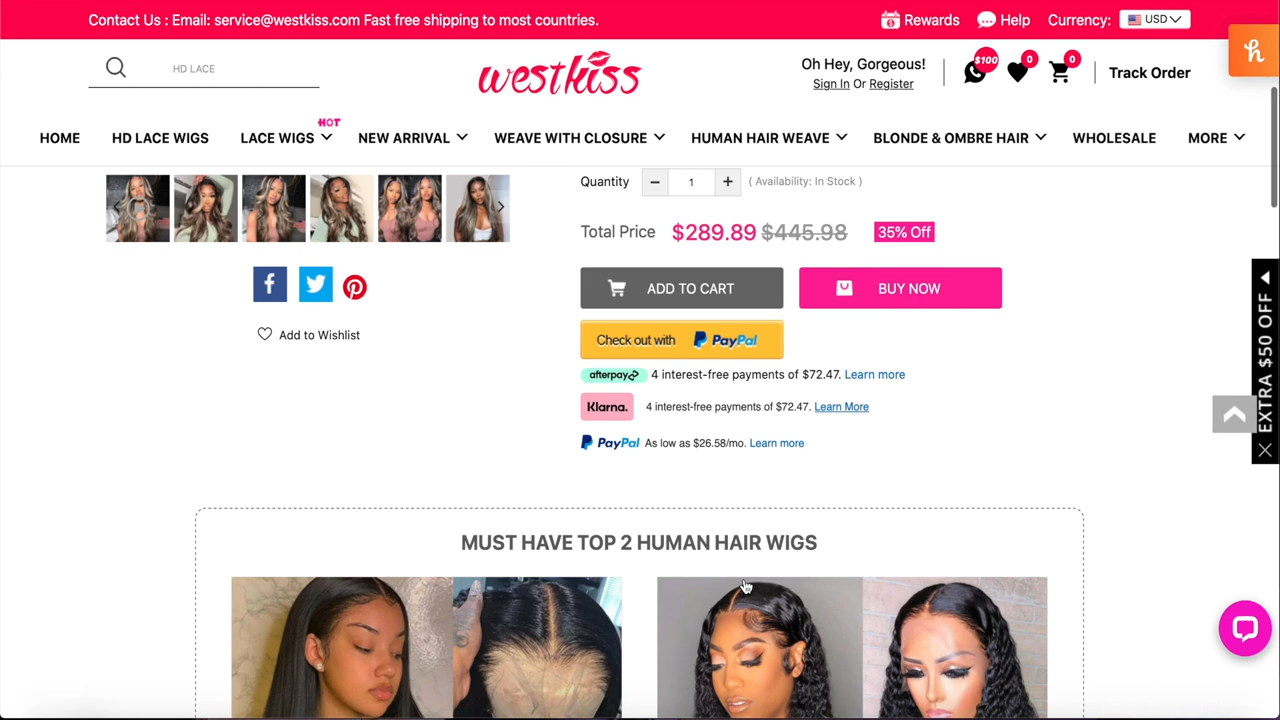 Contact Us : Email: service@westkiss.com Fast free shipping to most countries.
Rewards
Help
Currency:
USD
HD LACE
westkiss
Oh Hey, Gorgeous!
Sign In Or Register
$100
0
0
Track Order
h
HOT
HOME
HD LACE WIGS
LACE WIGS
NEW ARRIVAL
WEAVE WITH CLOSURE
HUMAN HAIR WEAVE
BLONDE & OMBRE HAIR
WHOLESALE
MORE
Quantity
1
( Availability: In Stock )
Total Price $289.89 $445.98 35% Off
ADD TO CART
BUY NOW
Add to Wishlist
Check out with PayPal
afterpay 4 interest-free payments of $72.47. Learn more
Klarna. 4 interest-free payments of $72.47. Learn More
PayPal As low as $26.58/mo. Learn more
EXTRA $50 OFF
MUST HAVE TOP 2 HUMAN HAIR WIGS